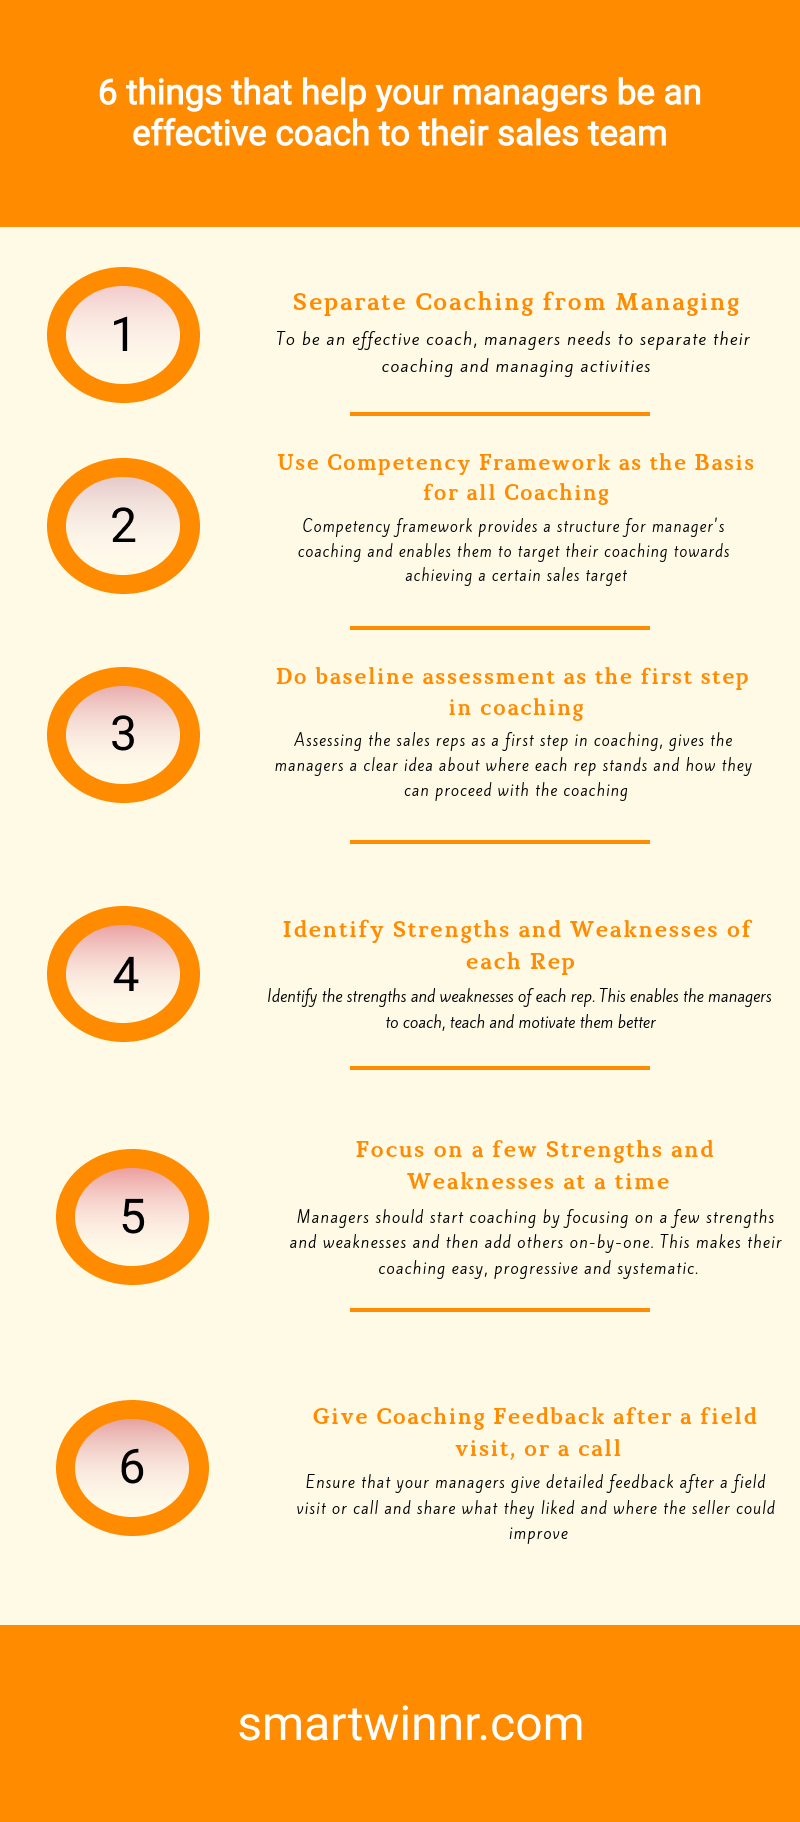 6 things that help your managers be an
effective coach to their sales team
1
Separate Coaching from Managing
To be an effective coach, managers needs to separate their
coaching and managing activities
2
Use Competency Framework as the Basis
for all Coaching
Competency framework provides a structure for manager's
coaching and enables them to target their coaching towards
achieving a certain sales target
3
Do baseline assessment as the first step
in coaching
Assessing the sales reps as a first step in coaching, gives the
managers a clear idea about where each rep stands and how they
can proceed with the coaching
4
Identify Strengths and Weaknesses of
each Rep
Identify the strengths and weaknesses of each rep. This enables the managers
to coach, teach and motivate them better
5
Focus on a few Strengths and
Weaknesses at a time
Managers should start coaching by focusing on a few strengths
and weaknesses and then add others on-by-one. This makes their
coaching easy, progressive and systematic.
6
Give Coaching Feedback after a field
visit, or a call
Ensure that your managers give detailed feedback after a field
visit or call and share what they liked and where the seller could
improve
smartwinnr.com